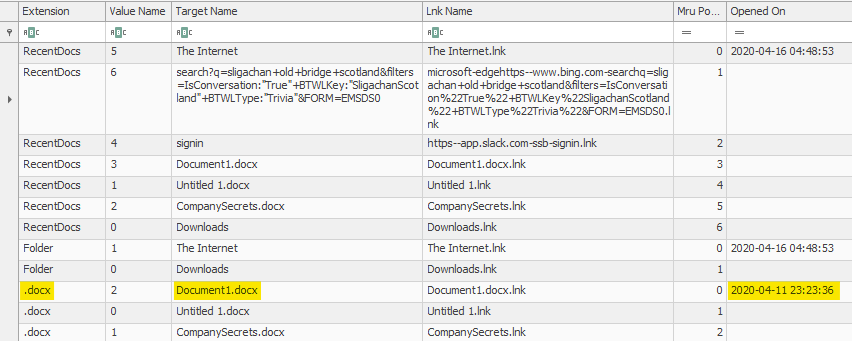 Extension Value Name Target Name Lnk Name Mru Po... Opened On
RecentDocs 5 The Internet The Internet.lnk 0 2020-04-16 04:48:53
RecentDocs 6 search?q=sligachan+old+bridge+scotland&filters microsoft-edgehttps--www.bing.com-searchq=slig 1
=IsConversation:"True"+BTWLKey:"SligachanScot achan+old+bridge+scotland&filters=IsConversati
land"+BTWLType:"Trivia"&FORM=EMSDS0 on%22True%22+BTWLKey%22SligachanScotland
%22+BTWLType%22Trivia%22&FORM=EMSDS0.l
nk
RecentDocs 4 signin https--app.slack.com-ssb-signin.lnk 2
RecentDocs 3 Document1.docx Document1.docx.lnk 3
RecentDocs 1 Untitled 1.docx Untitled 1.lnk 4
RecentDocs 2 CompanySecrets.docx CompanySecrets.lnk 5
RecentDocs 0 Downloads Downloads.lnk 6
Folder 1 The Internet The Internet.lnk 0 2020-04-16 04:48:53
Folder 0 Downloads Downloads.lnk 1
.docx 2 Document1.docx Document1.docx.lnk 0 2020-04-11 23:23:36
.docx 0 Untitled 1.docx Untitled 1.lnk 1
.docx 1 CompanySecrets.docx CompanySecrets.lnk 2